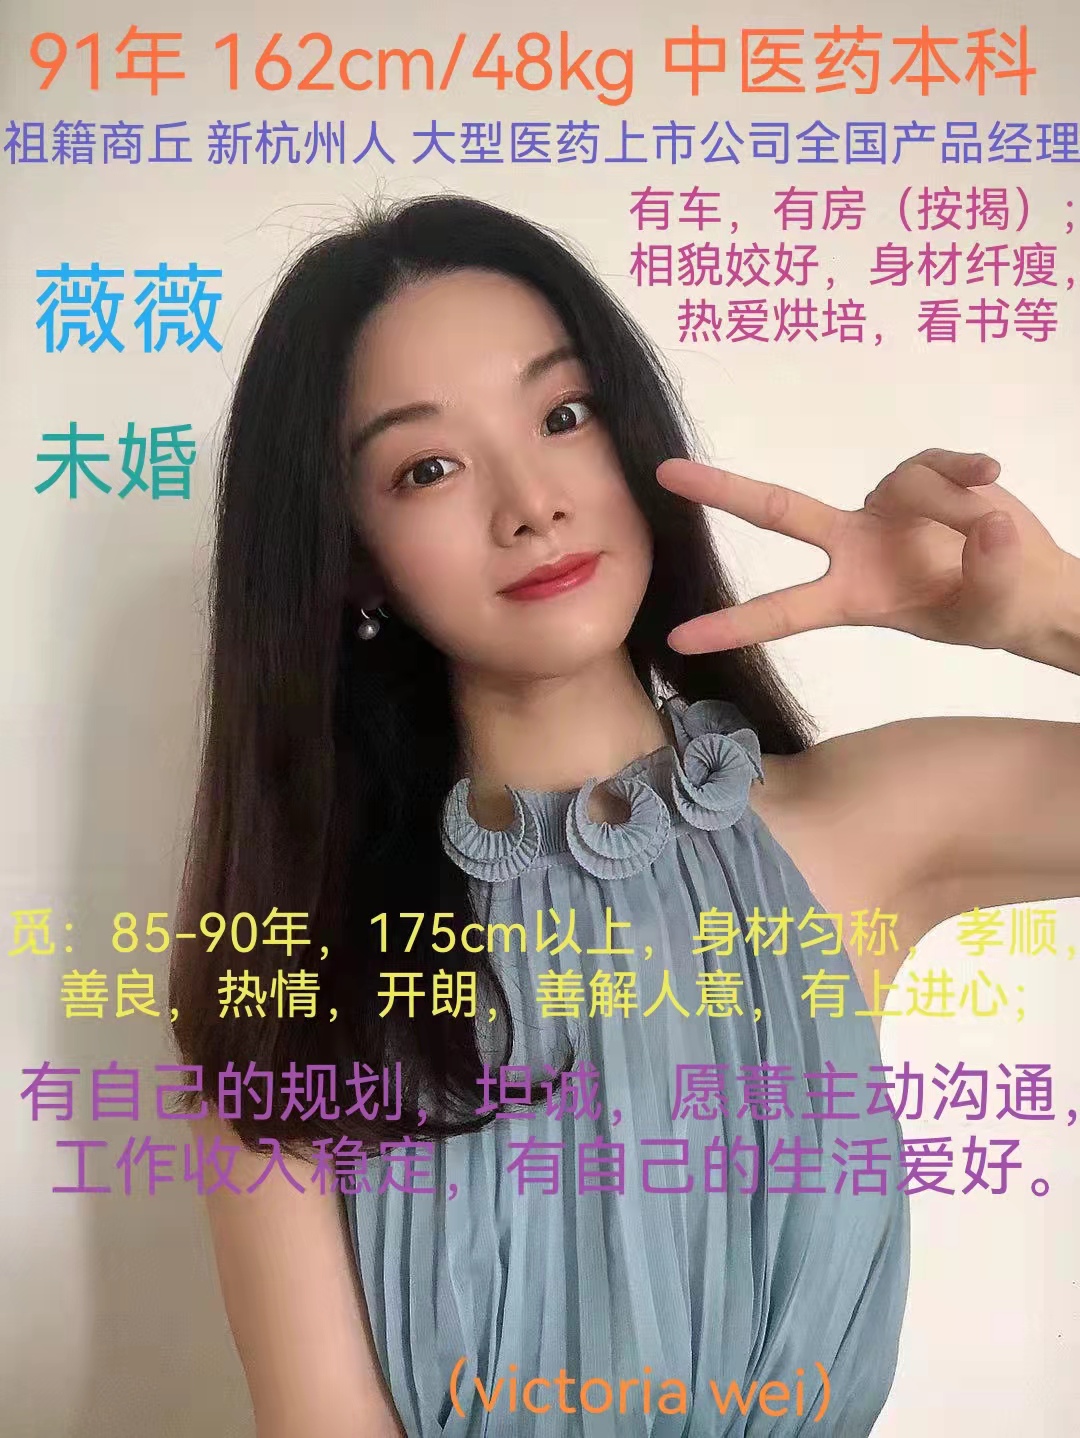 91年 162cm/48kg 中医药本科
祖籍商丘 新杭州人 大型医药上市公司全国产品经理
有车，有房（按揭）；
相貌姣好，身材纤瘦，
热爱烘培，看书等
薇薇
未婚
觅：85-90年，175cm以上，身材匀称，孝顺，
善良，热情，开朗，善解人意，有上进心；
有自己的规划，坦诚，愿意主动沟通，
工作收入稳定，有自己的生活爱好。
（victoria wei）